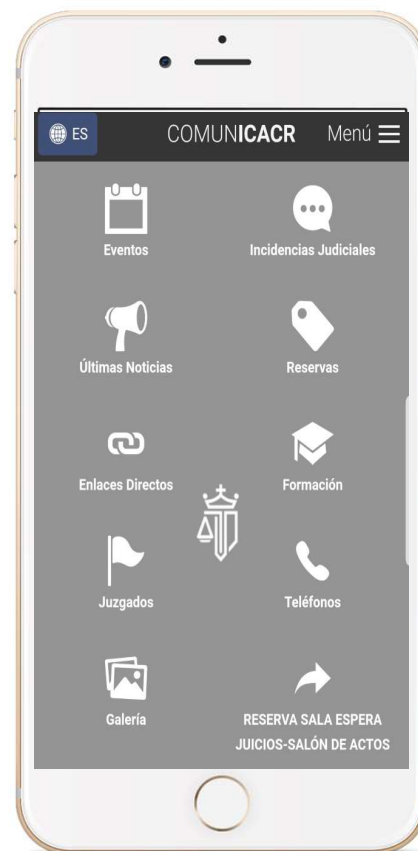 ES
COMUNICACR
Menú
Eventos
Incidencias Judiciales
Últimas Noticias
Reservas
Enlaces Directos
Formación
Juzgados
Teléfonos
Galería
RESERVA SALA ESPERA
JUICIOS-SALÓN DE ACTOS